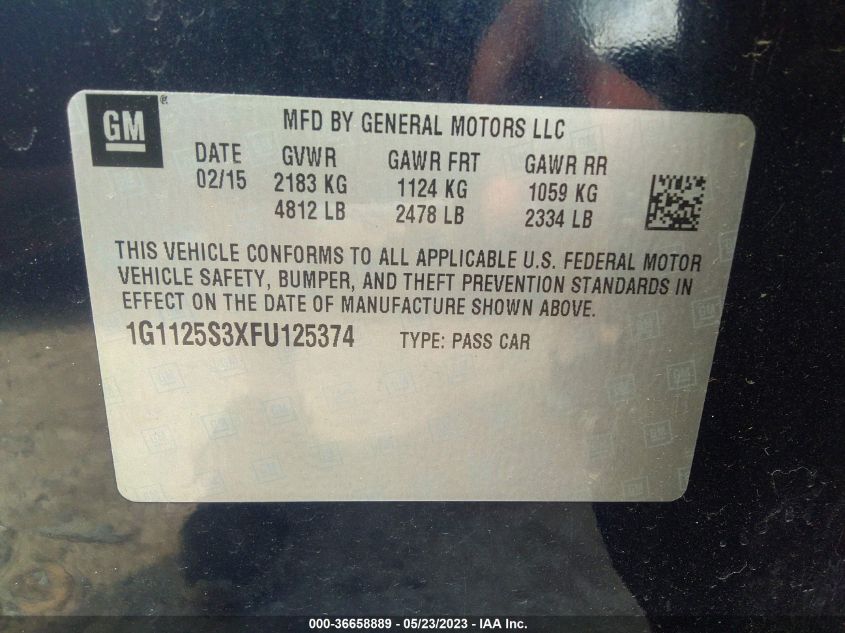 GM ®
MFD BY GENERAL MOTORS LLC
DATE GVWR GAWR FRT GAWR RR
02/15 2183 KG 1124 KG 1059 KG
4812 LB 2478 LB 2334 LB
THIS VEHICLE CONFORMS TO ALL APPLICABLE U.S. FEDERAL MOTOR
VEHICLE SAFETY, BUMPER, AND THEFT PREVENTION STANDARDS IN
EFFECT ON THE DATE OF MANUFACTURE SHOWN ABOVE.
1G1125S3XFU125374 TYPE: PASS CAR
000-36658889 - 05/23/2023 - IAA Inc.